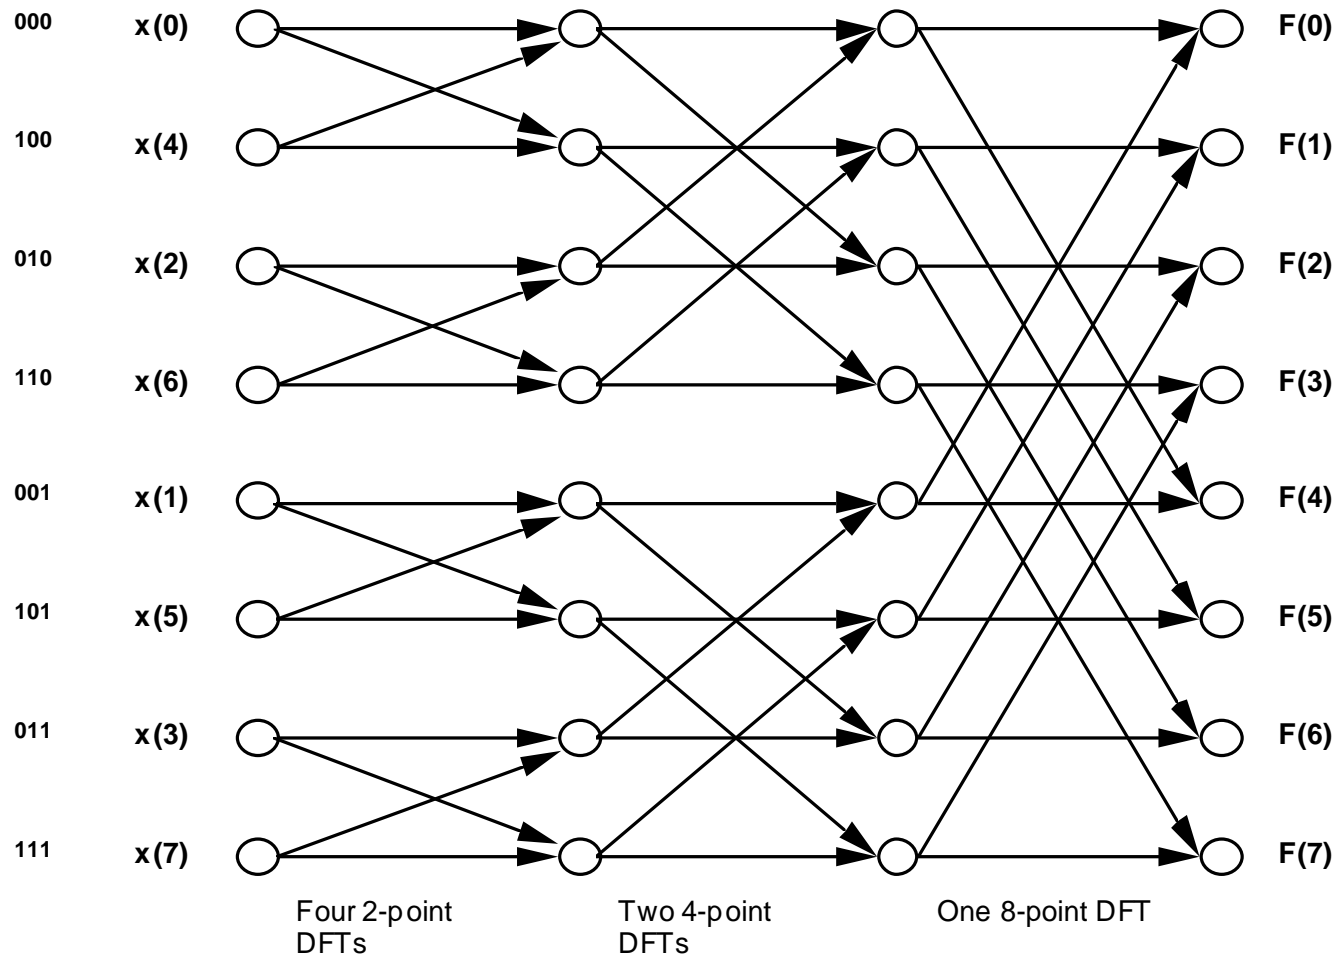 000 x(0) F(0)
100 x(4) F(1)
010 x(2) F(2)
110 x(6) F(3)
001 x(1) F(4)
101 x(5) F(5)
011 x(3) F(6)
111 x(7) F(7)
Four 2-point
DFTs
Two 4-point
DFTs
One 8-point DFT